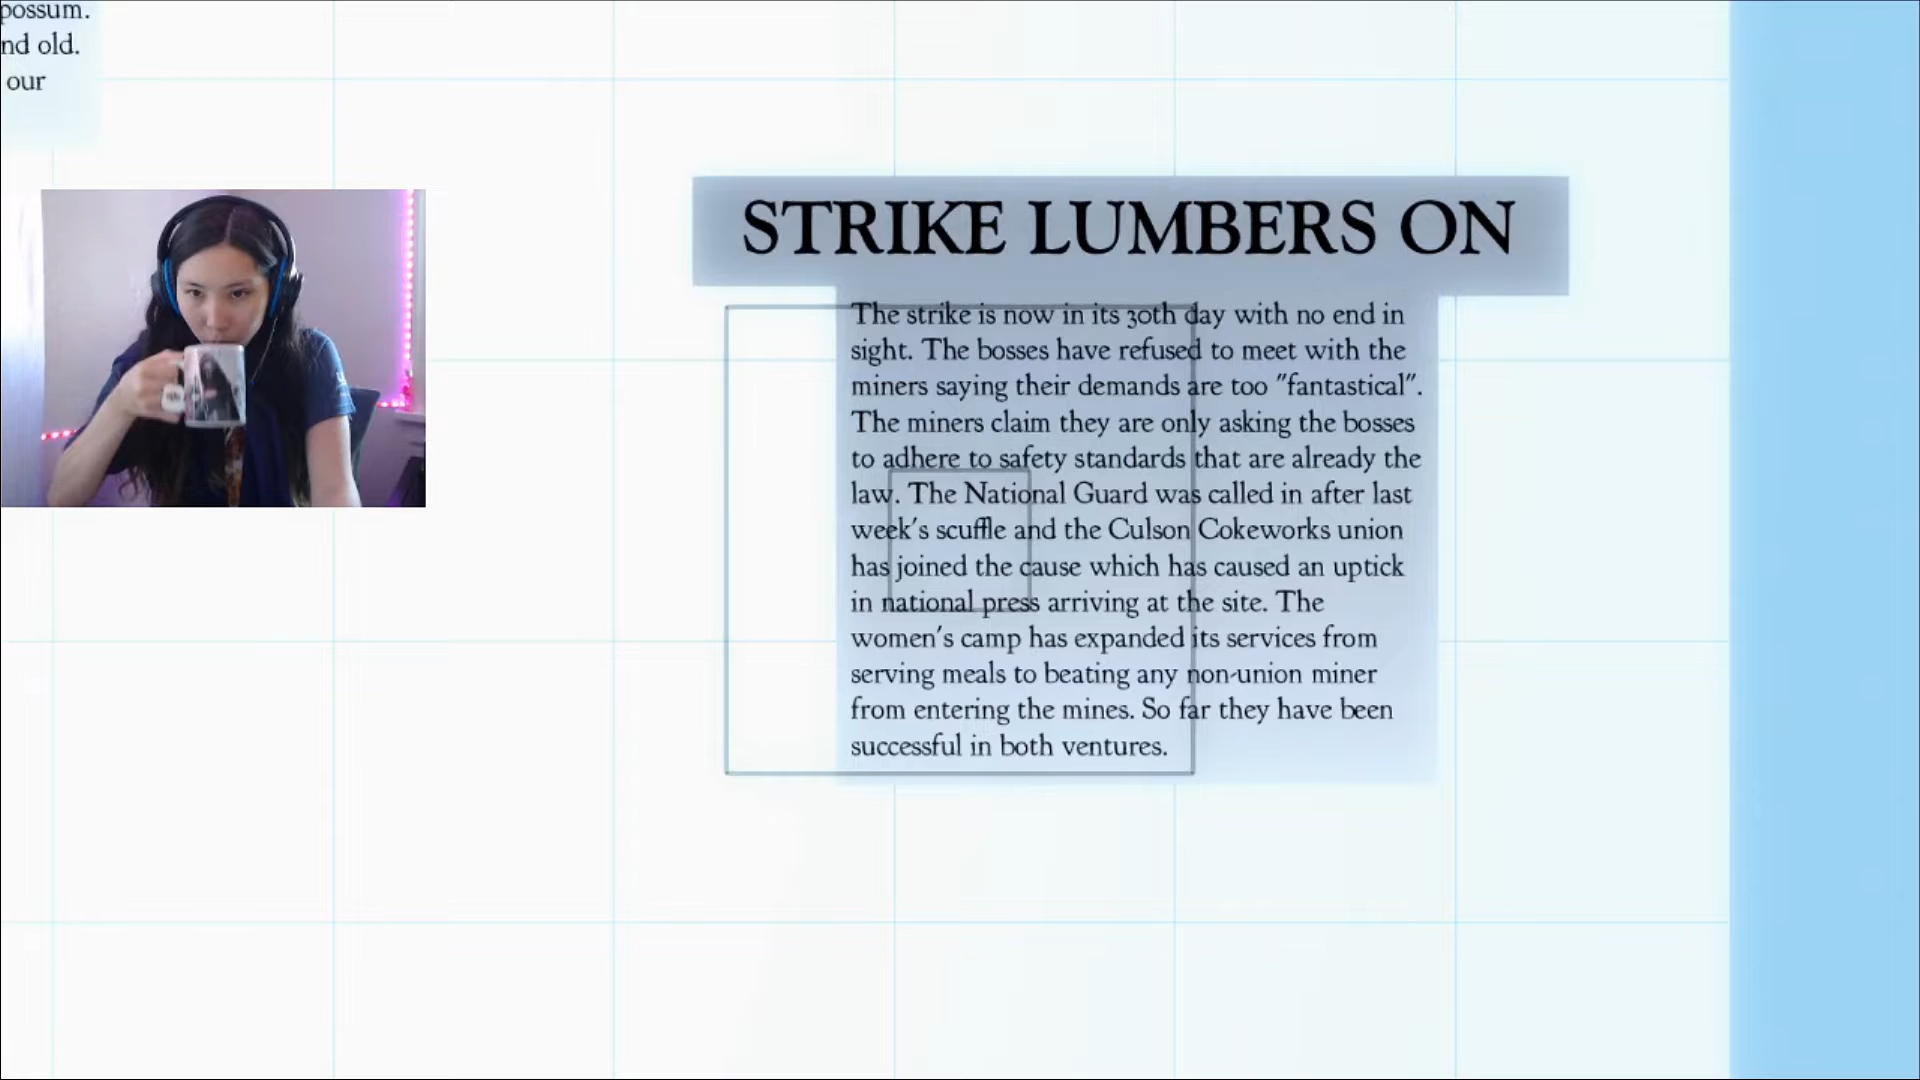 possum.
nd old.
our
STRIKE LUMBERS ON
The strike is now in its 30th day with no end in
sight. The bosses have refused to meet with the
miners saying their demands are too "fantastical".
The miners claim they are only asking the bosses
to adhere to safety standards that are already the
law. The National Guard was called in after last
week's scuffle and the Culson Cokeworks union
has joined the cause which has caused an uptick
in national press arriving at the site. The
women's camp has expanded its services from
serving meals to beating any non-union miner
from entering the mines. So far they have been
successful in both ventures.